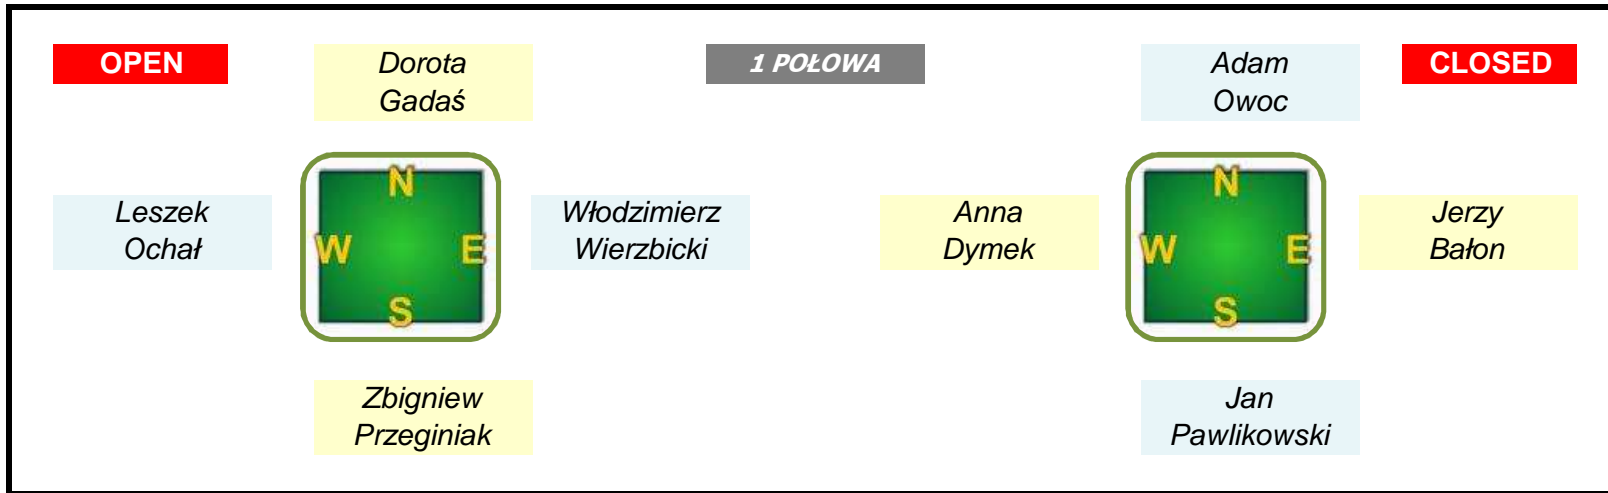 OPEN
Dorota
Gadaś
1 POŁOWA
Adam
Owoc
CLOSED
N
W
E
S
Leszek
Ochał
Włodzimierz
Wierzbicki
N
W
E
S
Anna
Dymek
Jerzy
Bałon
Zbigniew
Przeginiak
Jan
Pawlikowski